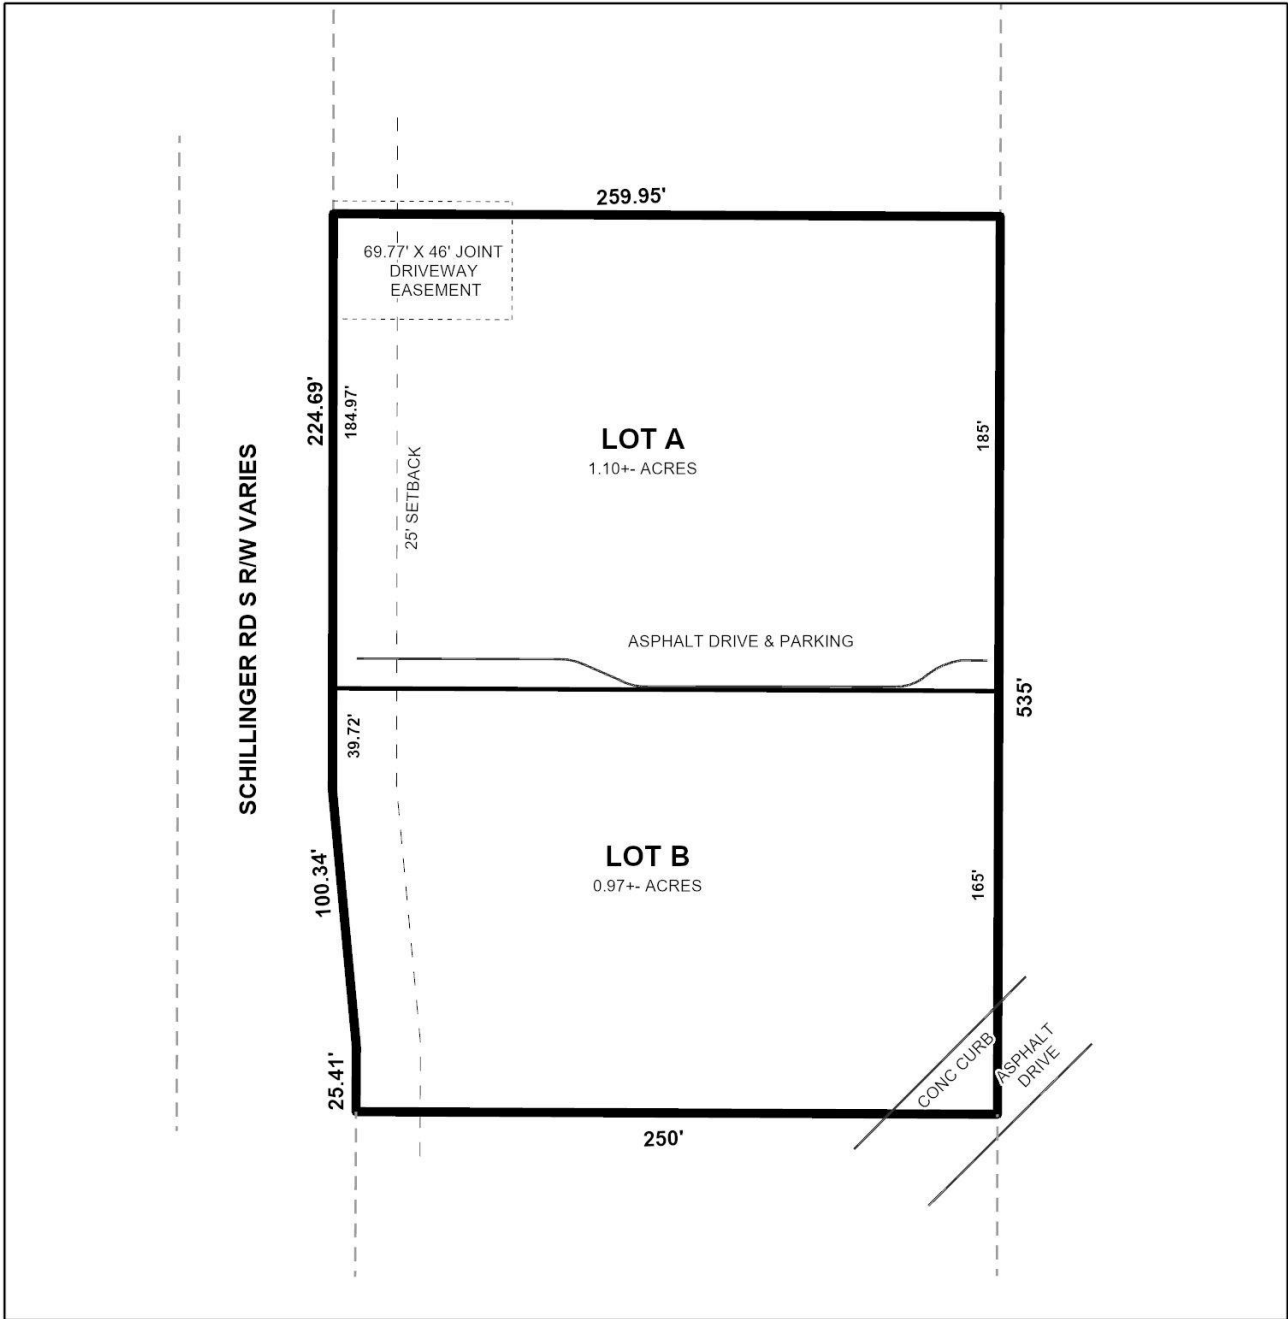 259.95'
69.77' X 46' JOINT
DRIVEWAY
EASEMENT
224.69'
184.97'
25' SETBACK
LOT A
1.10+- ACRES
185'
SCHILLINGER RD S R/W VARIES
ASPHALT DRIVE & PARKING
535'
39.72'
LOT B
0.97+- ACRES
100.34'
165'
25.41'
CONC CURB
ASPHALT
DRIVE
250'